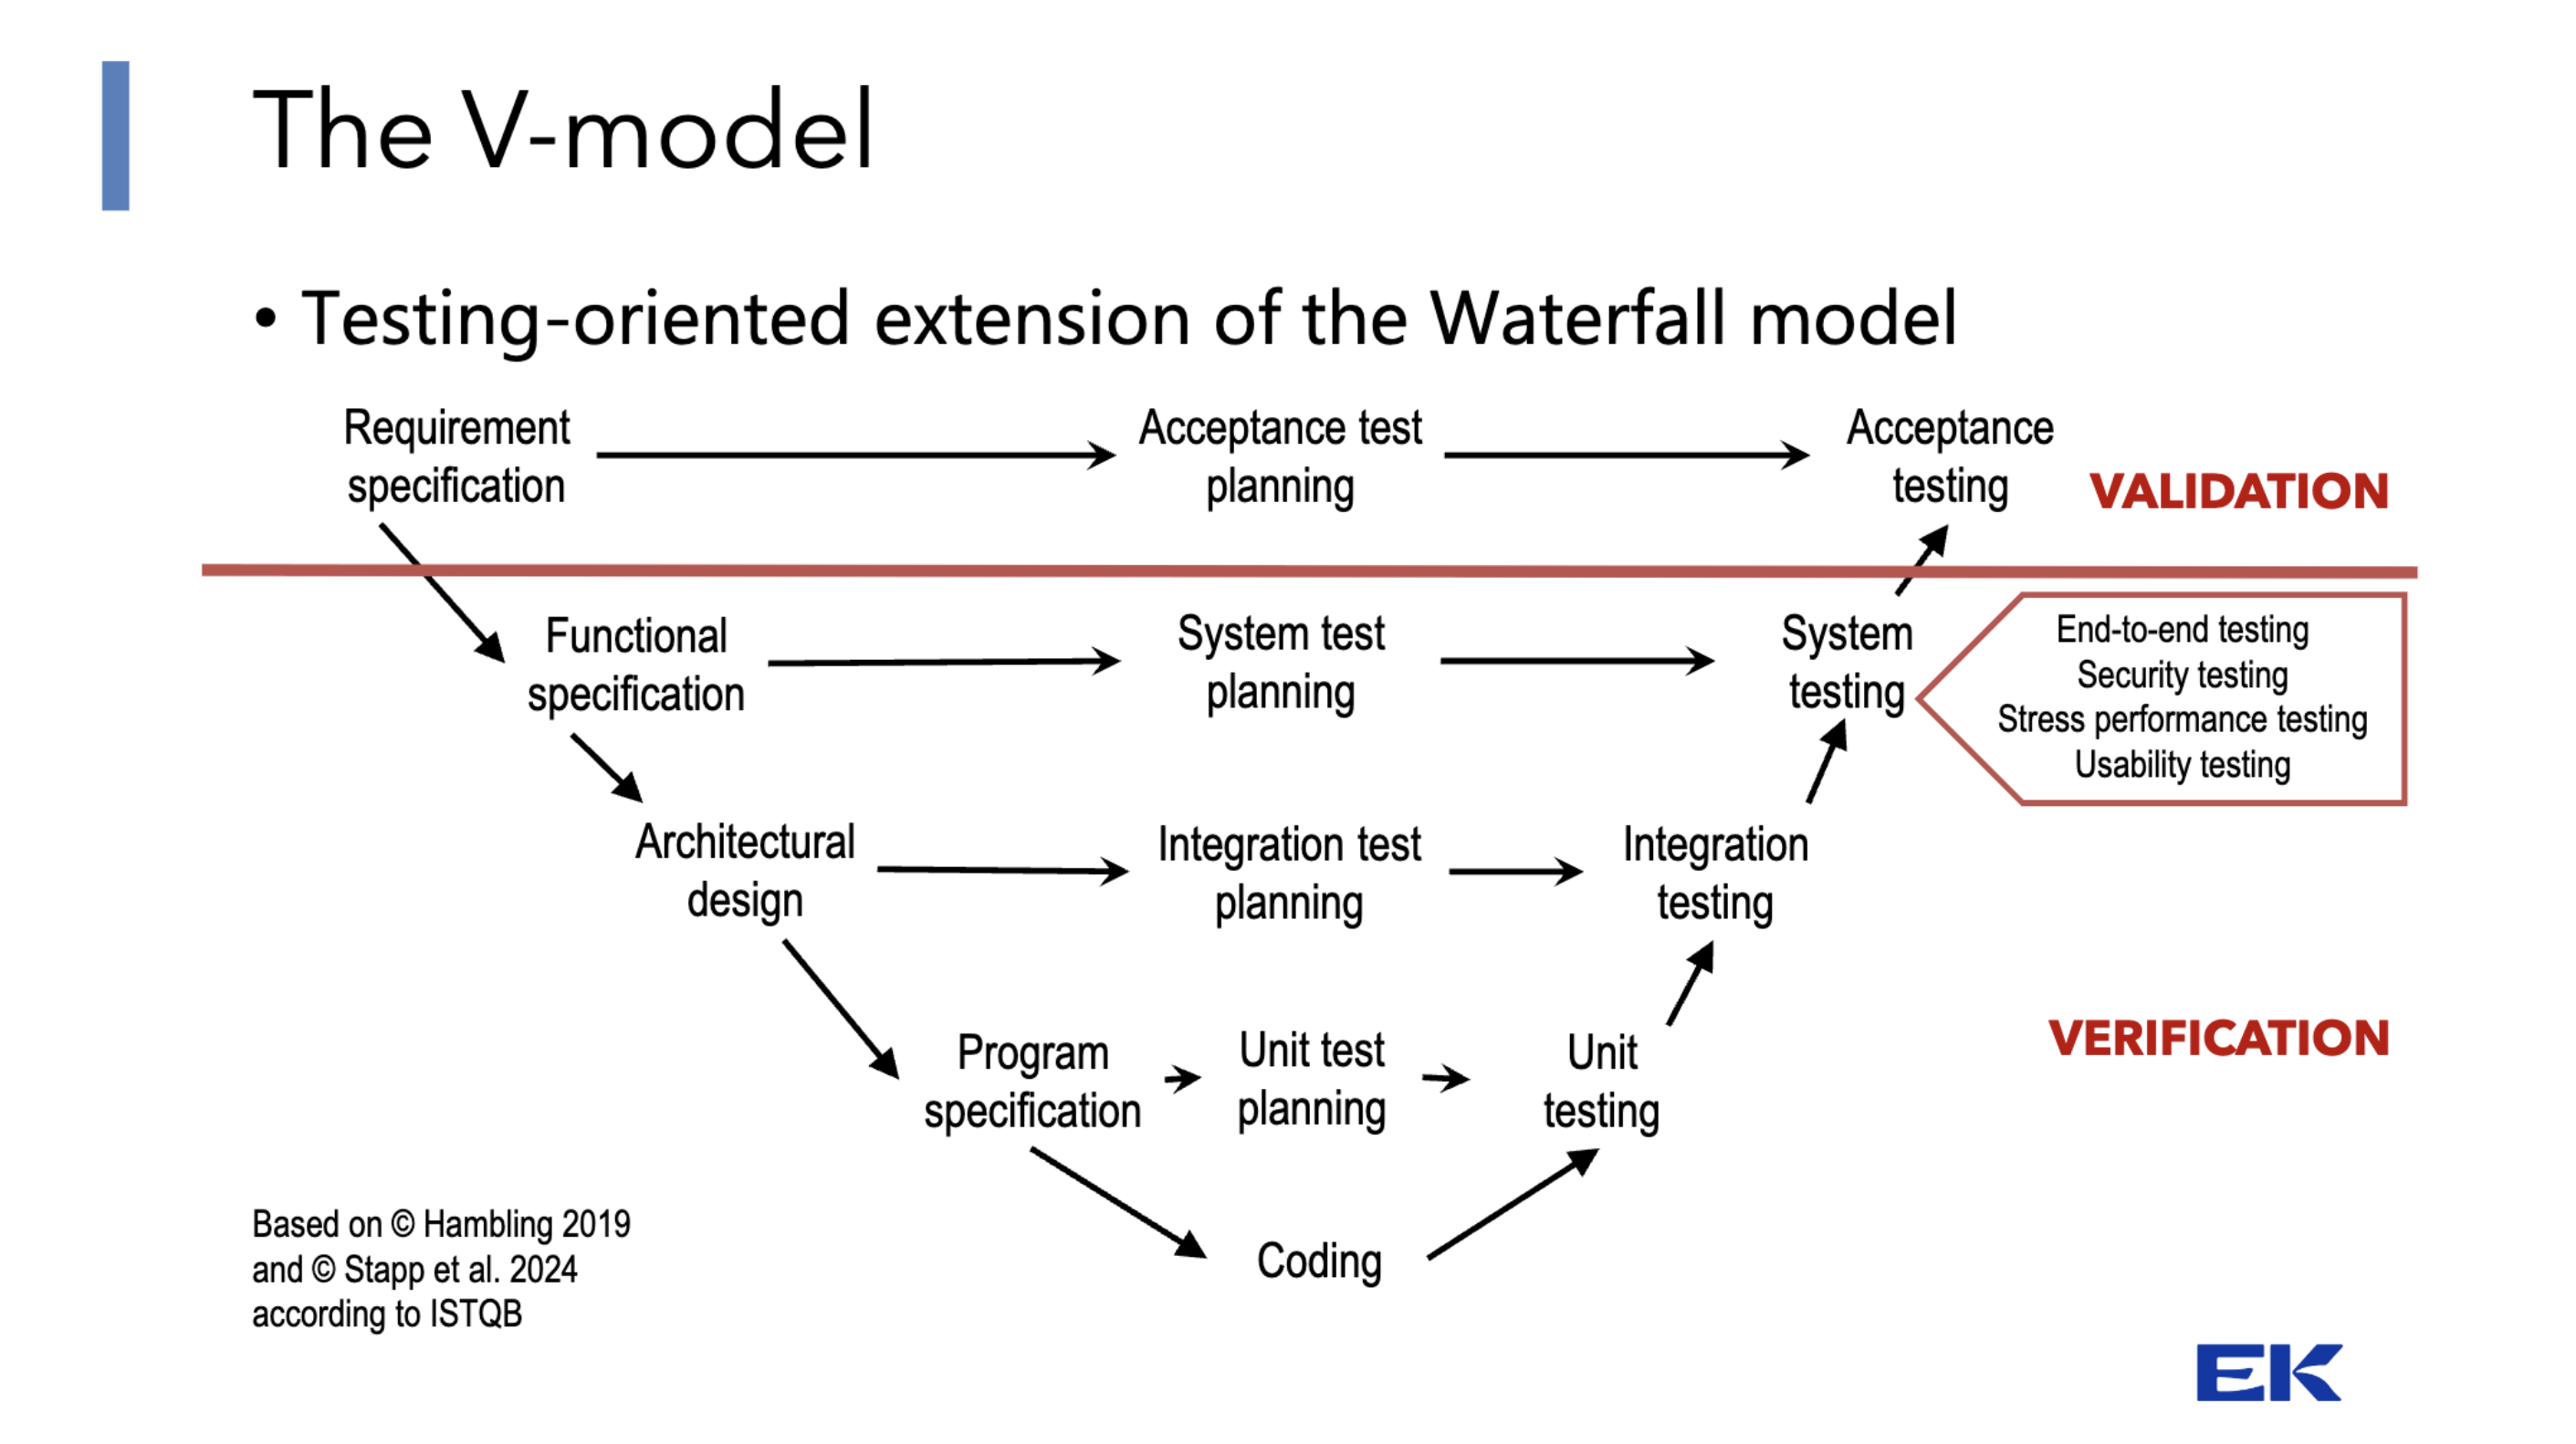 The V-model
• Testing-oriented extension of the Waterfall model
Requirement
specification
Acceptance test
planning
Acceptance
testing
VALIDATION
Functional
specification
System test
planning
System
testing
End-to-end testing
Security testing
Stress performance testing
Usability testing
Architectural
design
Integration test
planning
Integration
testing
VERIFICATION
Program
specification
Unit test
planning
Unit
testing
Coding
Based on © Hambling 2019
and © Stapp et al. 2024
according to ISTQB
EK